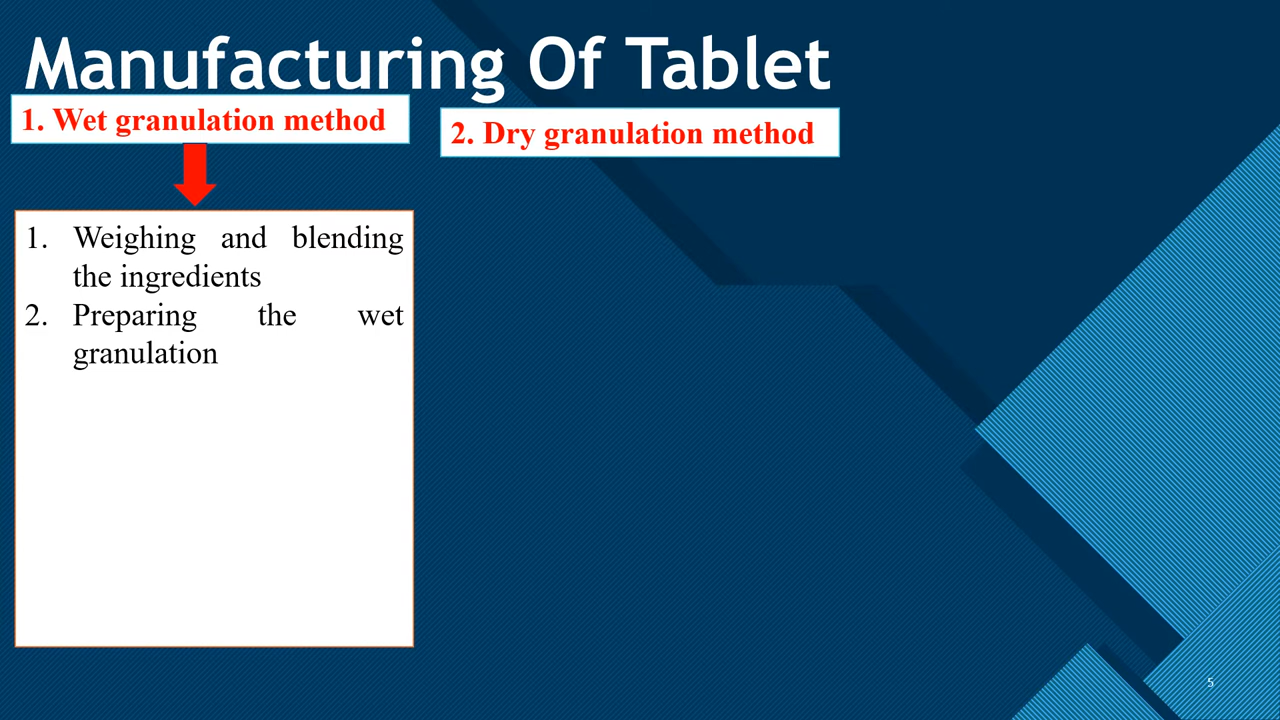 Manufacturing Of Tablet
1. Wet granulation method
2. Dry granulation method
1. Weighing and blending
the ingredients
2. Preparing the wet
granulation
5